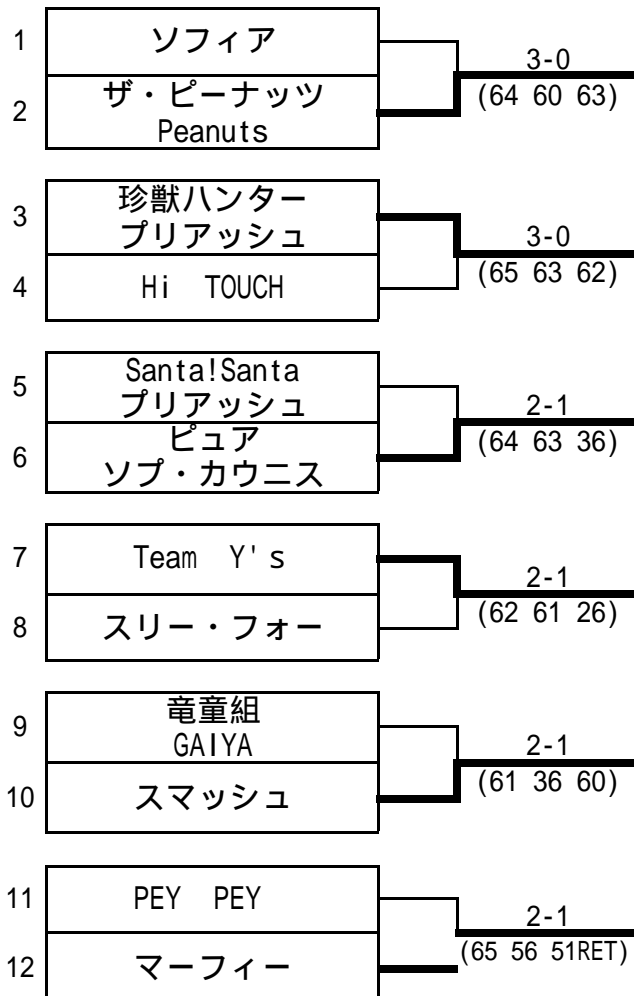 1
ソフィア
3-0
2
ザ・ピーナッツ
Peanuts
(64 60 63)
3
珍獣ハンター
プリアッシュ
3-0
4
Hi TOUCH
(65 63 62)
5
Santa!Santa
プリアッシュ
2-1
6
ピュア
ソプ・カウニス
(64 63 36)
7
Team Y's
2-1
8
スリー・フォー
(62 61 26)
9
竜童組
GAIYA
2-1
10
スマッシュ
(61 36 60)
11
PEY PEY
2-1
12
マーフィー
(65 56 51RET)